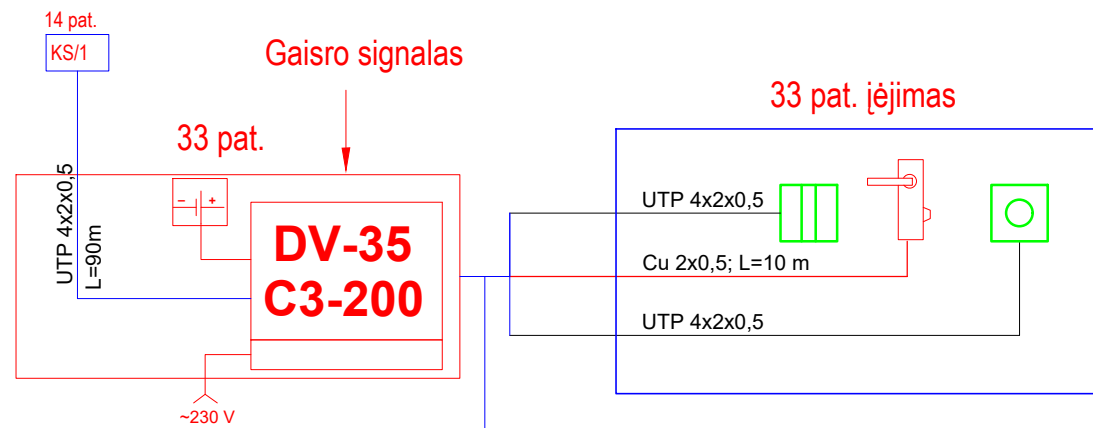 14 pat.
KS/1
Gaisro signalas
33 pat. įėjimas
33 pat.
UTP 4x2x0,5
L=90m
- +
DV-35
C3-200
~230 V
UTP 4x2x0,5
Cu 2x0,5; L=10 m
UTP 4x2x0,5